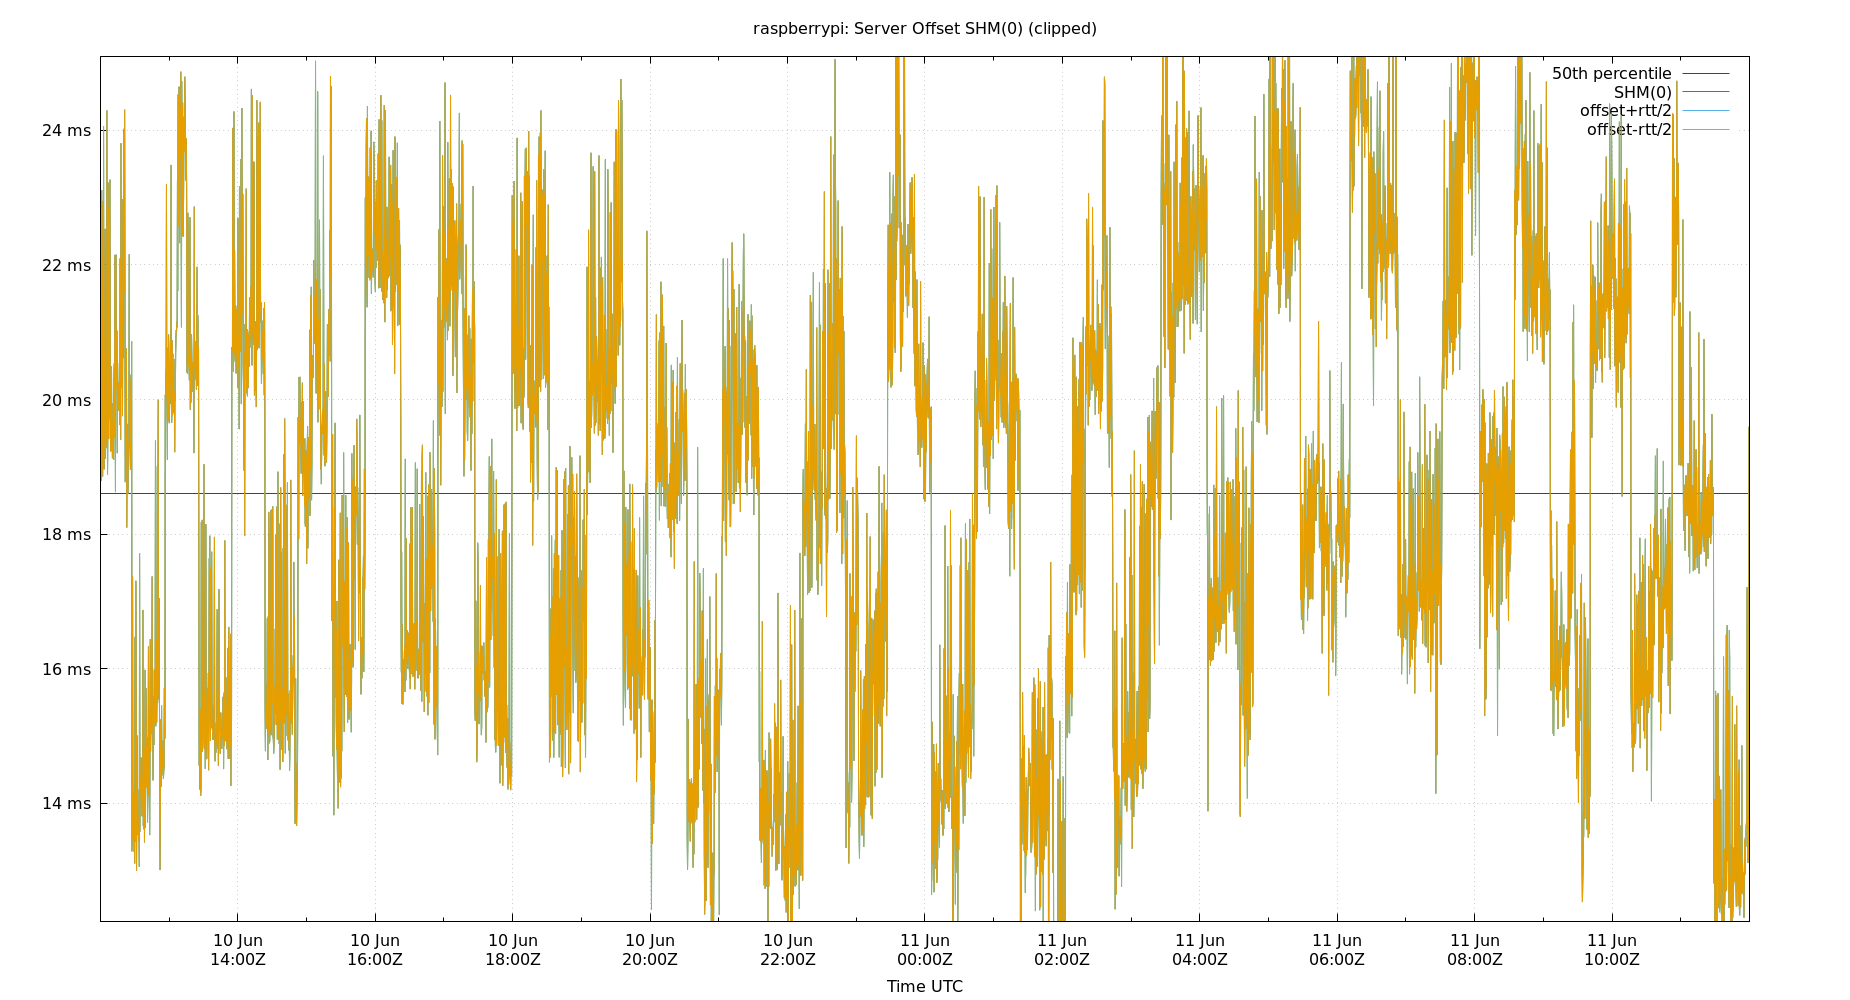 raspberrypi: Server Offset SHM(0) (clipped)
50th percentile
SHM(0)
offset+rtt/2
offset-rtt/2
24 ms
22 ms
20 ms
18 ms
16 ms
14 ms
10 Jun 10 Jun 10 Jun 10 Jun 10 Jun 11 Jun 11 Jun 11 Jun 11 Jun 11 Jun 11 Jun
14:00Z 16:00Z 18:00Z 20:00Z 22:00Z 00:00Z 02:00Z 04:00Z 06:00Z 08:00Z 10:00Z
Time UTC